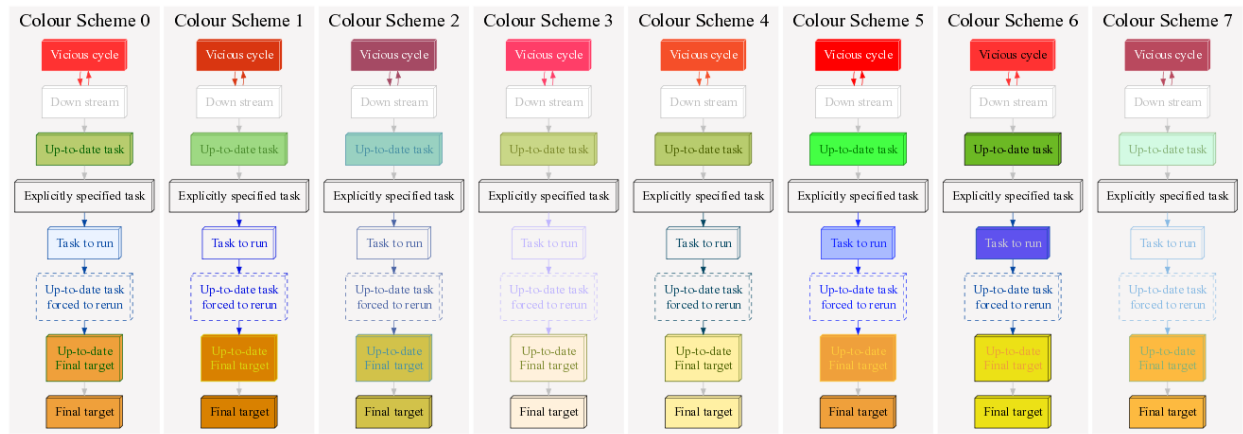 Colour Scheme 0
Vicious cycle
Down stream
Up-to-date task
Explicitly specified task
Task to run
Up-to-date task
forced to rerun
Up-to-date
Final target
Final target
Colour Scheme 1
Vicious cycle
Down stream
Up-to-date task
Explicitly specified task
Task to run
Up-to-date task
forced to rerun
Up-to-date
Final target
Final target
Colour Scheme 2
Vicious cycle
Down stream
Up-to-date task
Explicitly specified task
Task to run
Up-to-date task
forced to rerun
Up-to-date
Final target
Final target
Colour Scheme 3
Vicious cycle
Down stream
Up-to-date task
Explicitly specified task
Task to run
Up-to-date task
forced to rerun
Up-to-date
Final target
Final target
Colour Scheme 4
Vicious cycle
Down stream
Up-to-date task
Explicitly specified task
Task to run
Up-to-date task
forced to rerun
Up-to-date
Final target
Final target
Colour Scheme 5
Vicious cycle
Down stream
Up-to-date task
Explicitly specified task
Task to run
Up-to-date task
forced to rerun
Up-to-date
Final target
Final target
Colour Scheme 6
Vicious cycle
Down stream
Up-to-date task
Explicitly specified task
Task to run
Up-to-date task
forced to rerun
Up-to-date
Final target
Final target
Colour Scheme 7
Vicious cycle
Down stream
Up-to-date task
Explicitly specified task
Task to run
Up-to-date task
forced to rerun
Up-to-date
Final target
Final target